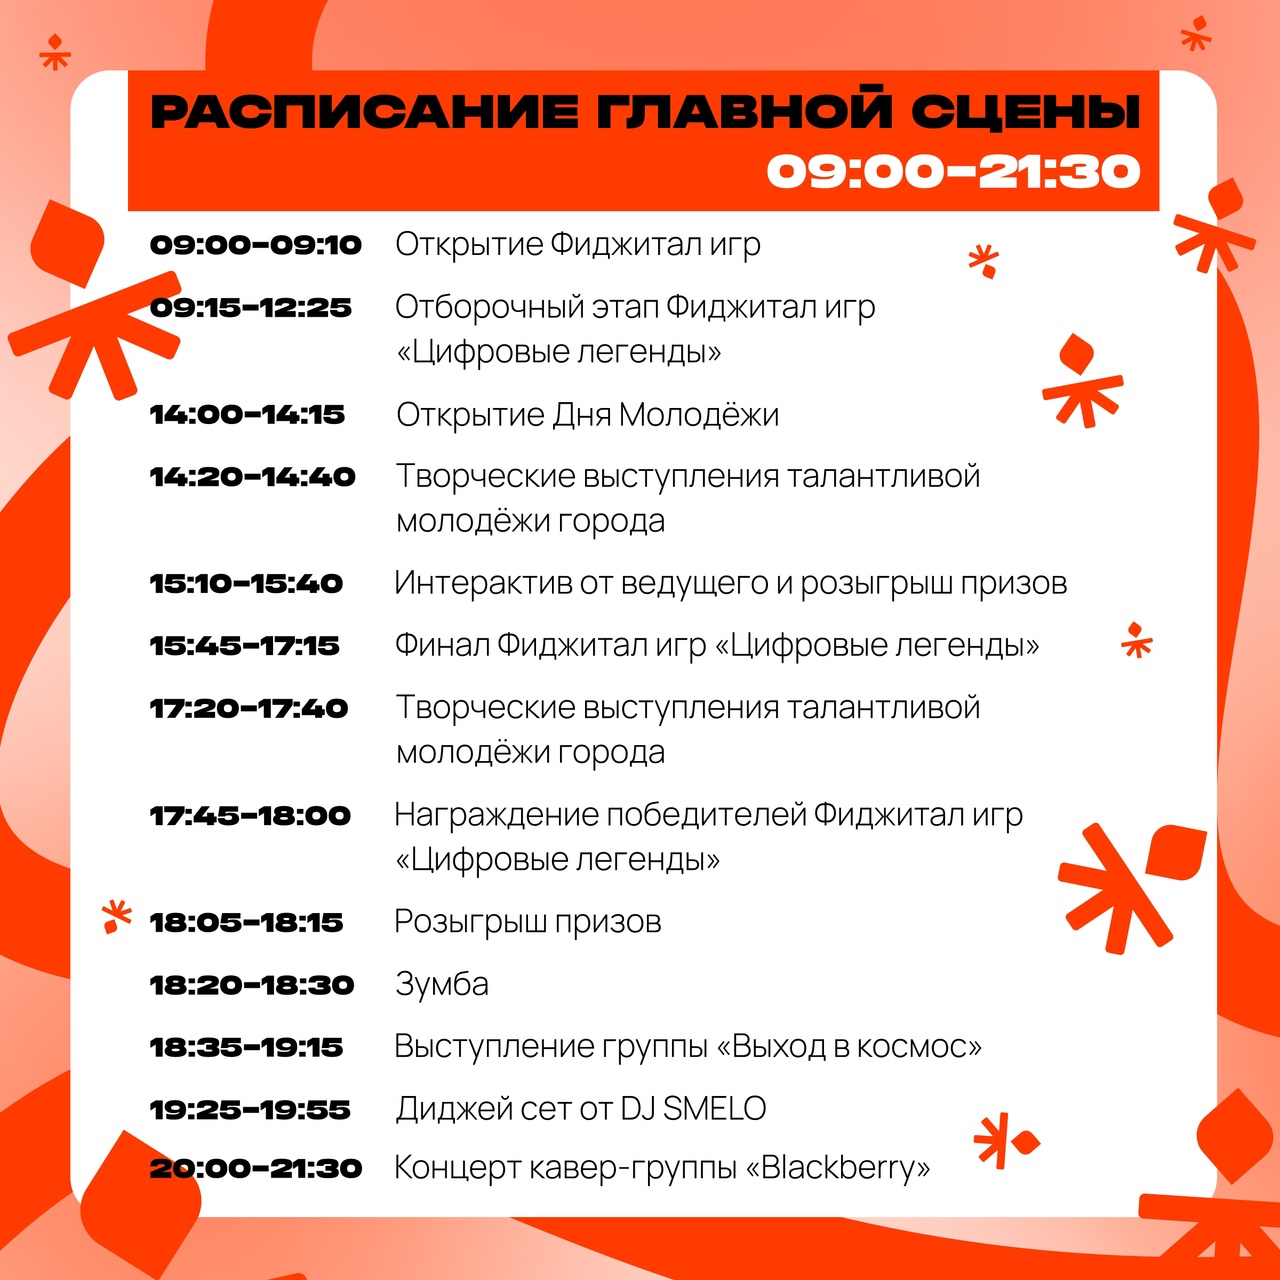 РАСПИСАНИЕ ГЛАВНОЙ СЦЕНЫ
09:00–21:30
09:00–09:10 Открытие Фиджитал игр
09:15–12:25 Отборочный этап Фиджитал игр
«Цифровые легенды»
14:00–14:15 Открытие Дня Молодёжи
14:20–14:40 Творческие выступления талантливой
молодёжи города
15:10–15:40 Интерактив от ведущего и розыгрыш призов
15:45–17:15 Финал Фиджитал игр «Цифровые легенды»
17:20–17:40 Творческие выступления талантливой
молодёжи города
17:45–18:00 Награждение победителей Фиджитал игр
«Цифровые легенды»
18:05–18:15 Розыгрыш призов
18:20–18:30 Зумба
18:35–19:15 Выступление группы «Выход в космос»
19:25–19:55 Диджей сет от DJ SMELO
20:00–21:30 Концерт кавер-группы «Blackberry»